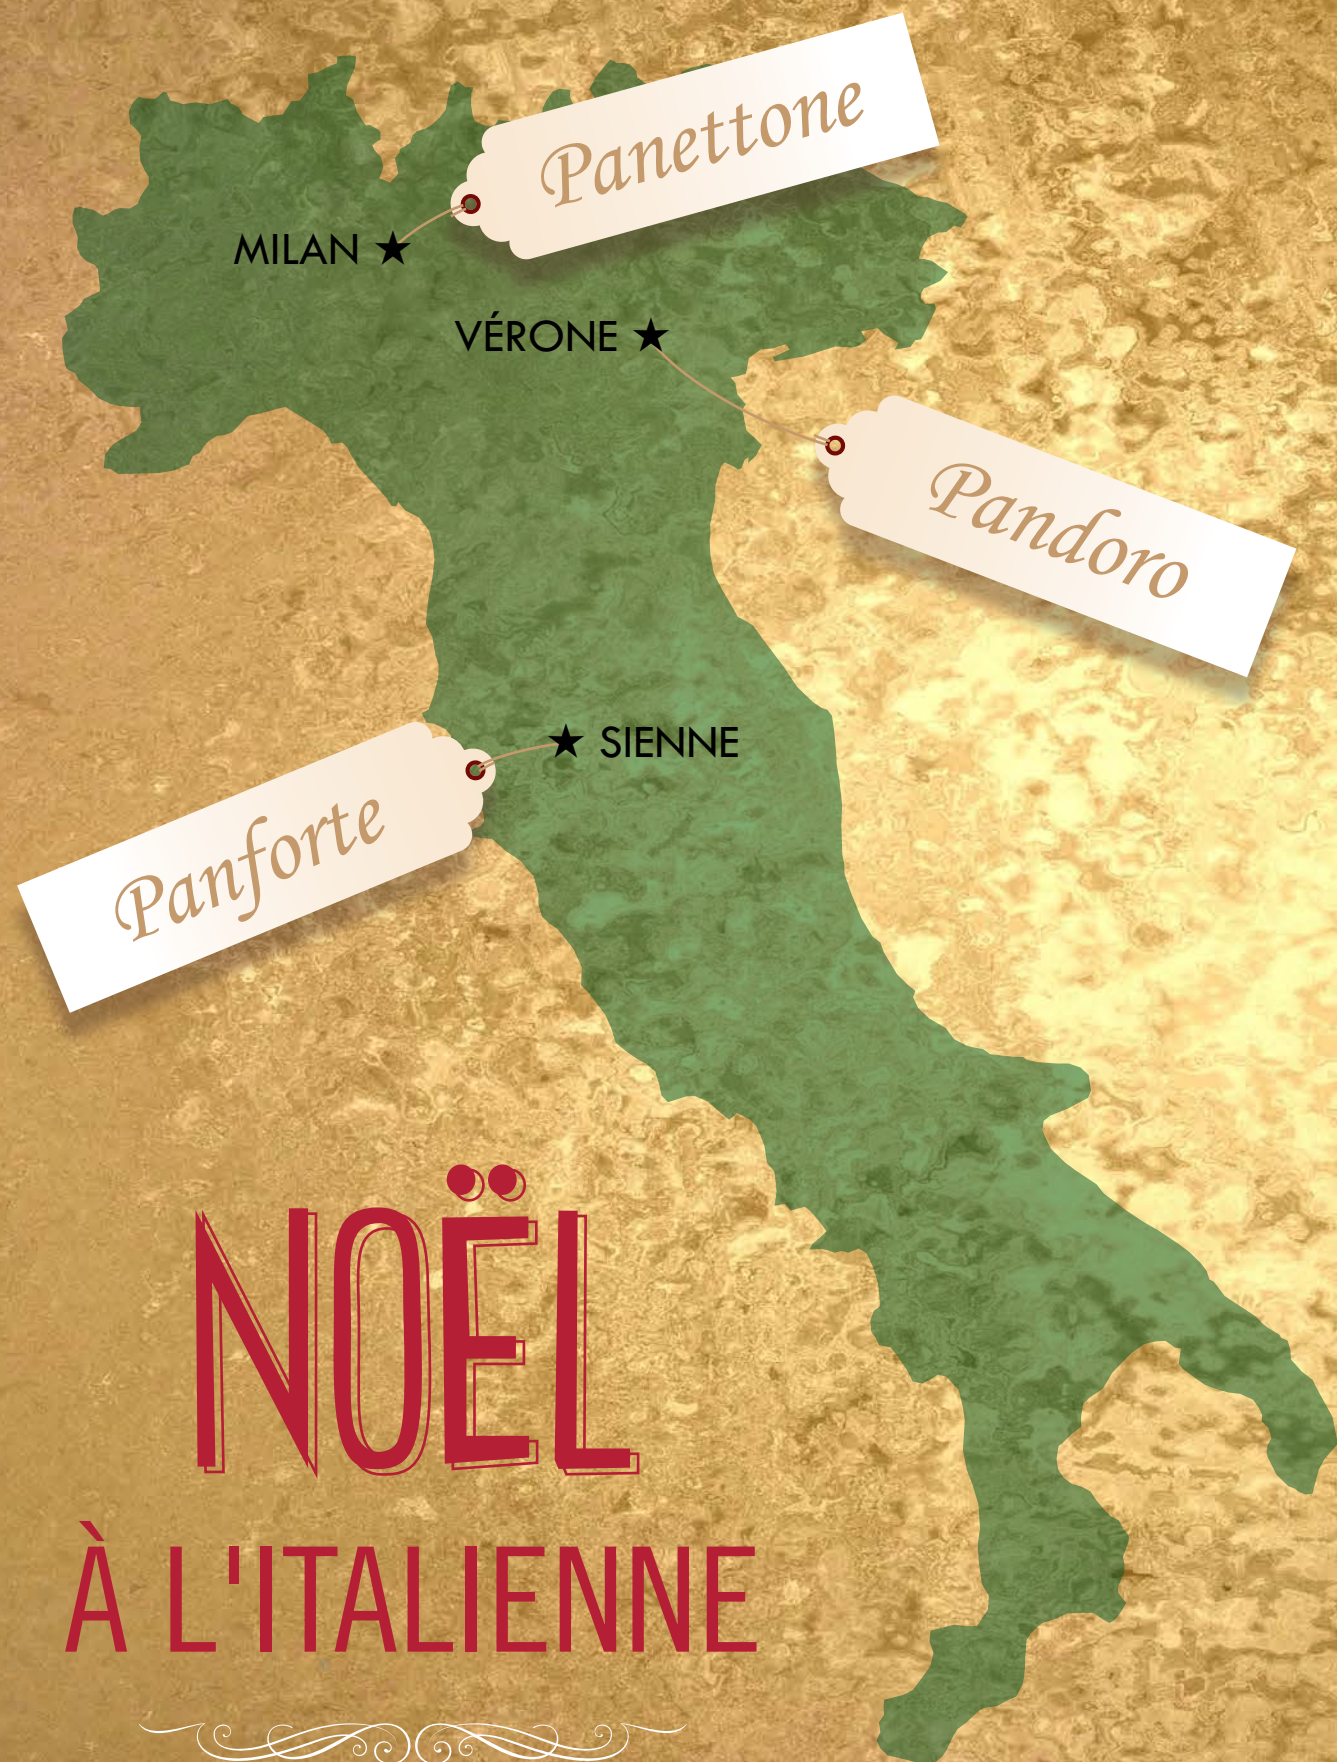 Panettone
MILAN
VÉRONE
Pandoro
SIENNE
Panforte
NOËL
À L'ITALIENNE